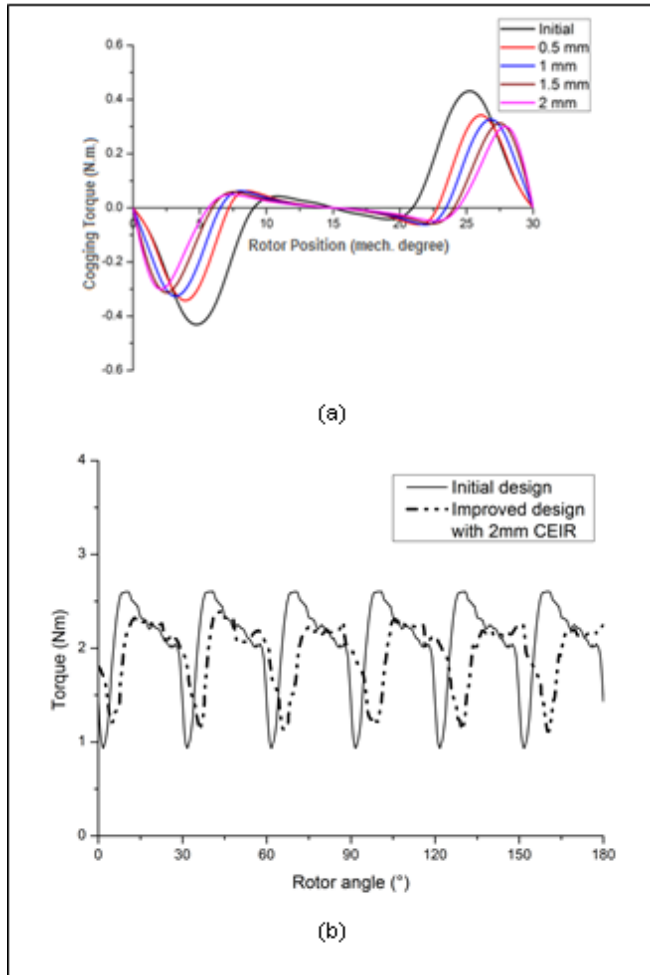 Initial
0.5 mm
1 mm
1.5 mm
2 mm
Cogging Torque (N.m.)
0.6
0.4
0.2
0.0
-0.2
-0.4
-0.6
0 5 10 15 20 25 30
Rotor Position (mech. degree)
(a)
Initial design
Improved design
with 2mm CEIR
Torque (Nm)
4
3
2
1
0
0 30 60 90 120 150 180
Rotor angle (°)
(b)